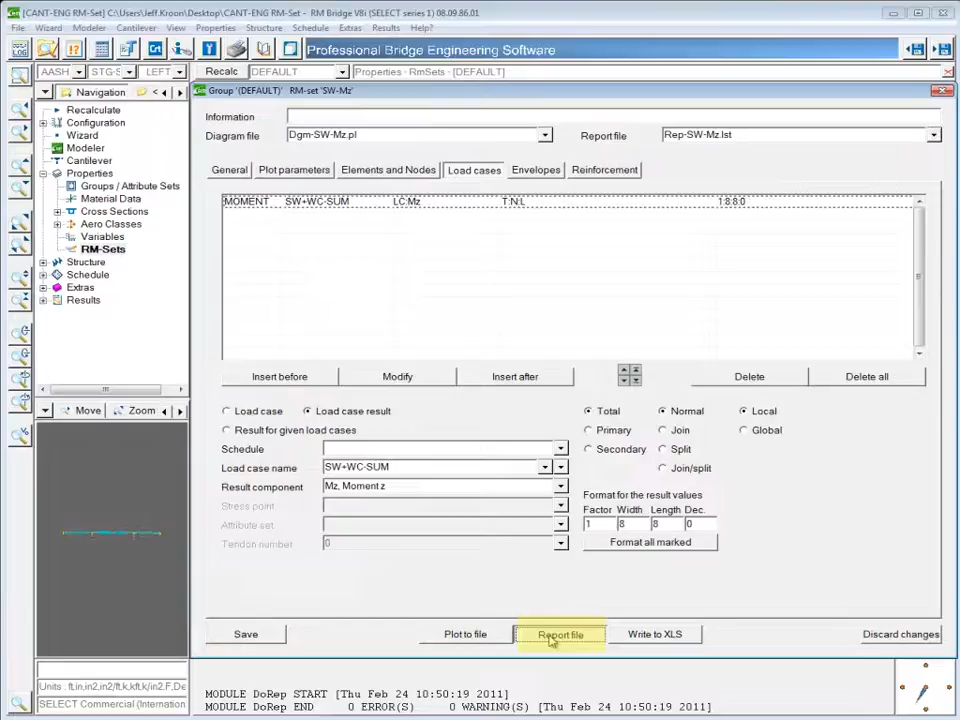 [CANT-ENG RM-Set] C:\Users\Jeff.Kroon\Desktop\CANT-ENG RM-Set - RM Bridge V8i (SELECT series 1) 08.09.86.01
File Wizard Modeler Cantilever View Properties Structure Schedule Extras Results Help?
LOG Crt Professional Bridge Engineering Software
AASH STG-S LEFT Recalc DEFAULT Properties - RmSets - [DEFAULT]
Navigation
Recalculate
Configuration
Wizard
Modeler
Cantilever
Properties
Groups / Attribute Sets
Material Data
Cross Sections
Aero Classes
Variables
RM-Sets
Structure
Schedule
Extras
Results
Move Zoom
Units : ft,in,in2,in2/ft,k,kft,k/in2,F,De
SELECT Commercial (Internation
Group '(DEFAULT)' RM-set 'SW-Mz'
Information
Diagram file Dgm-SW-Mz.pl Report file Rep-SW-Mz.lst
General Plot parameters Elements and Nodes Load cases Envelopes Reinforcement
MOMENT SW+WC-SUM LC:Mz T:N:L 1:8:8:0
Insert before Modify Insert after Delete Delete all
Load case Load case result Total Normal Local
Result for given load cases Primary Join Global
Schedule Secondary Split
Load case name SW+WC-SUM Join/split
Result component Mz, Moment z
Format for the result values
Stress point Factor Width Length Dec.
Attribute set 1 8 8 0
Tendon number 0 Format all marked
Save Plot to file Report file Write to XLS Discard changes
MODULE DoRep START [Thu Feb 24 10:50:19 2011]
MODULE DoRep END 0 ERROR(S) 0 WARNING(S) [Thu Feb 24 10:50:19 2011]